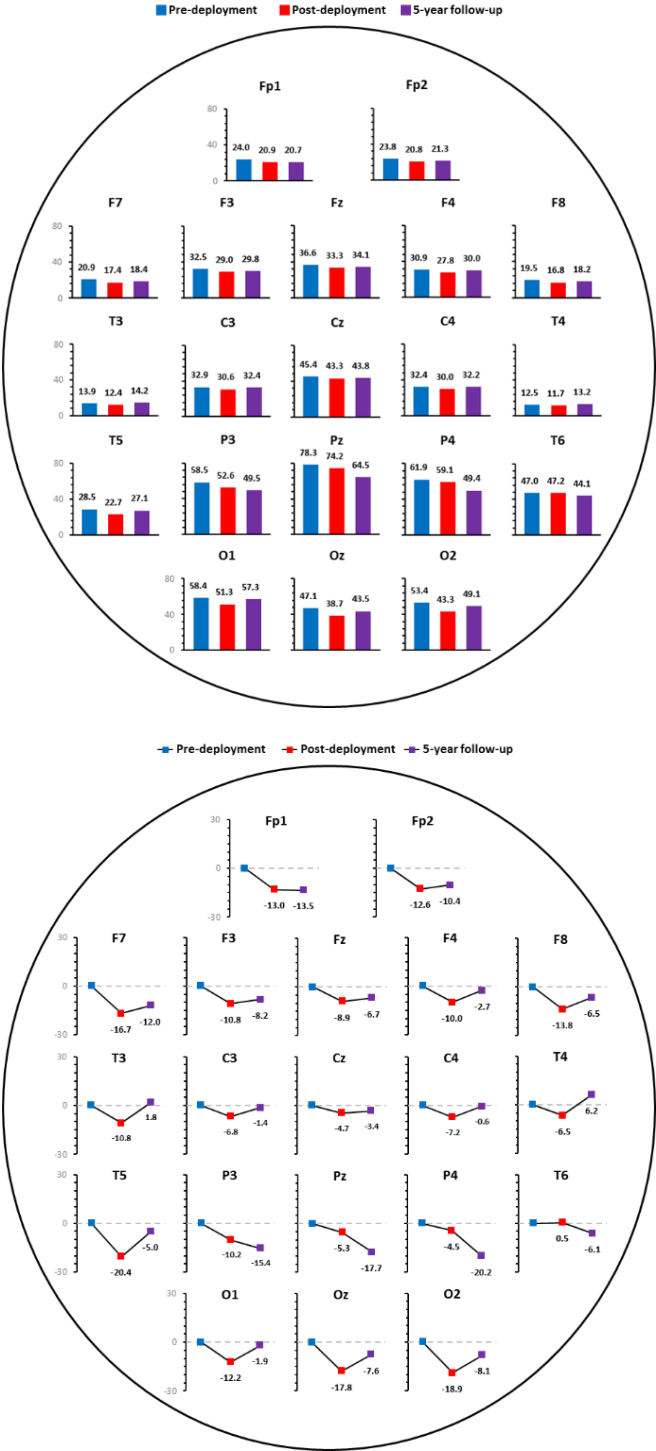 Pre-deployment Post-deployment 5-year follow-up
Fp1 Fp2
80 24.0 20.9 20.7 23.8 20.8 21.3
0
F7 F3 Fz F4 F8
80 20.9 17.4 18.4 32.5 29.0 29.8 36.6 33.3 34.1 30.9 27.8 30.0 19.5 16.8 18.2
40
0
T3 C3 Cz C4 T4
80 13.9 12.4 14.2 32.9 30.6 32.4 45.4 43.3 43.8 32.4 30.0 32.2 12.5 11.7 13.2
40
0
T5 P3 Pz P4 T6
80 28.5 22.7 27.1 58.5 52.6 49.5 78.3 74.2 64.5 61.9 59.1 49.4 47.0 47.2 44.1
40
0
O1 Oz O2
80 58.4 51.3 57.3 47.1 38.7 43.5 53.4 43.3 49.1
40
0
Pre-deployment Post-deployment 5-year follow-up
30 Fp1 Fp2
0
-30 -13.0 -13.5 -12.6 -10.4
30 F7 F3 Fz F4 F8
0
-30 -16.7 -12.0 -10.8 -8.2 -8.9 -6.7 -10.0 -2.7 -13.8 -6.5
30 T3 C3 Cz C4 T4
0
-30 -10.8 1.8 -6.8 -1.4 -4.7 -3.4 -7.2 -0.6 -6.5 6.2
30 T5 P3 Pz P4 T6
0
-30 -20.4 -5.0 -10.2 -15.4 -5.3 -17.7 -4.5 -20.2 0.5 -6.1
30 O1 Oz O2
0
-30 -12.2 -1.9 -17.8 -7.6 -18.9 -8.1